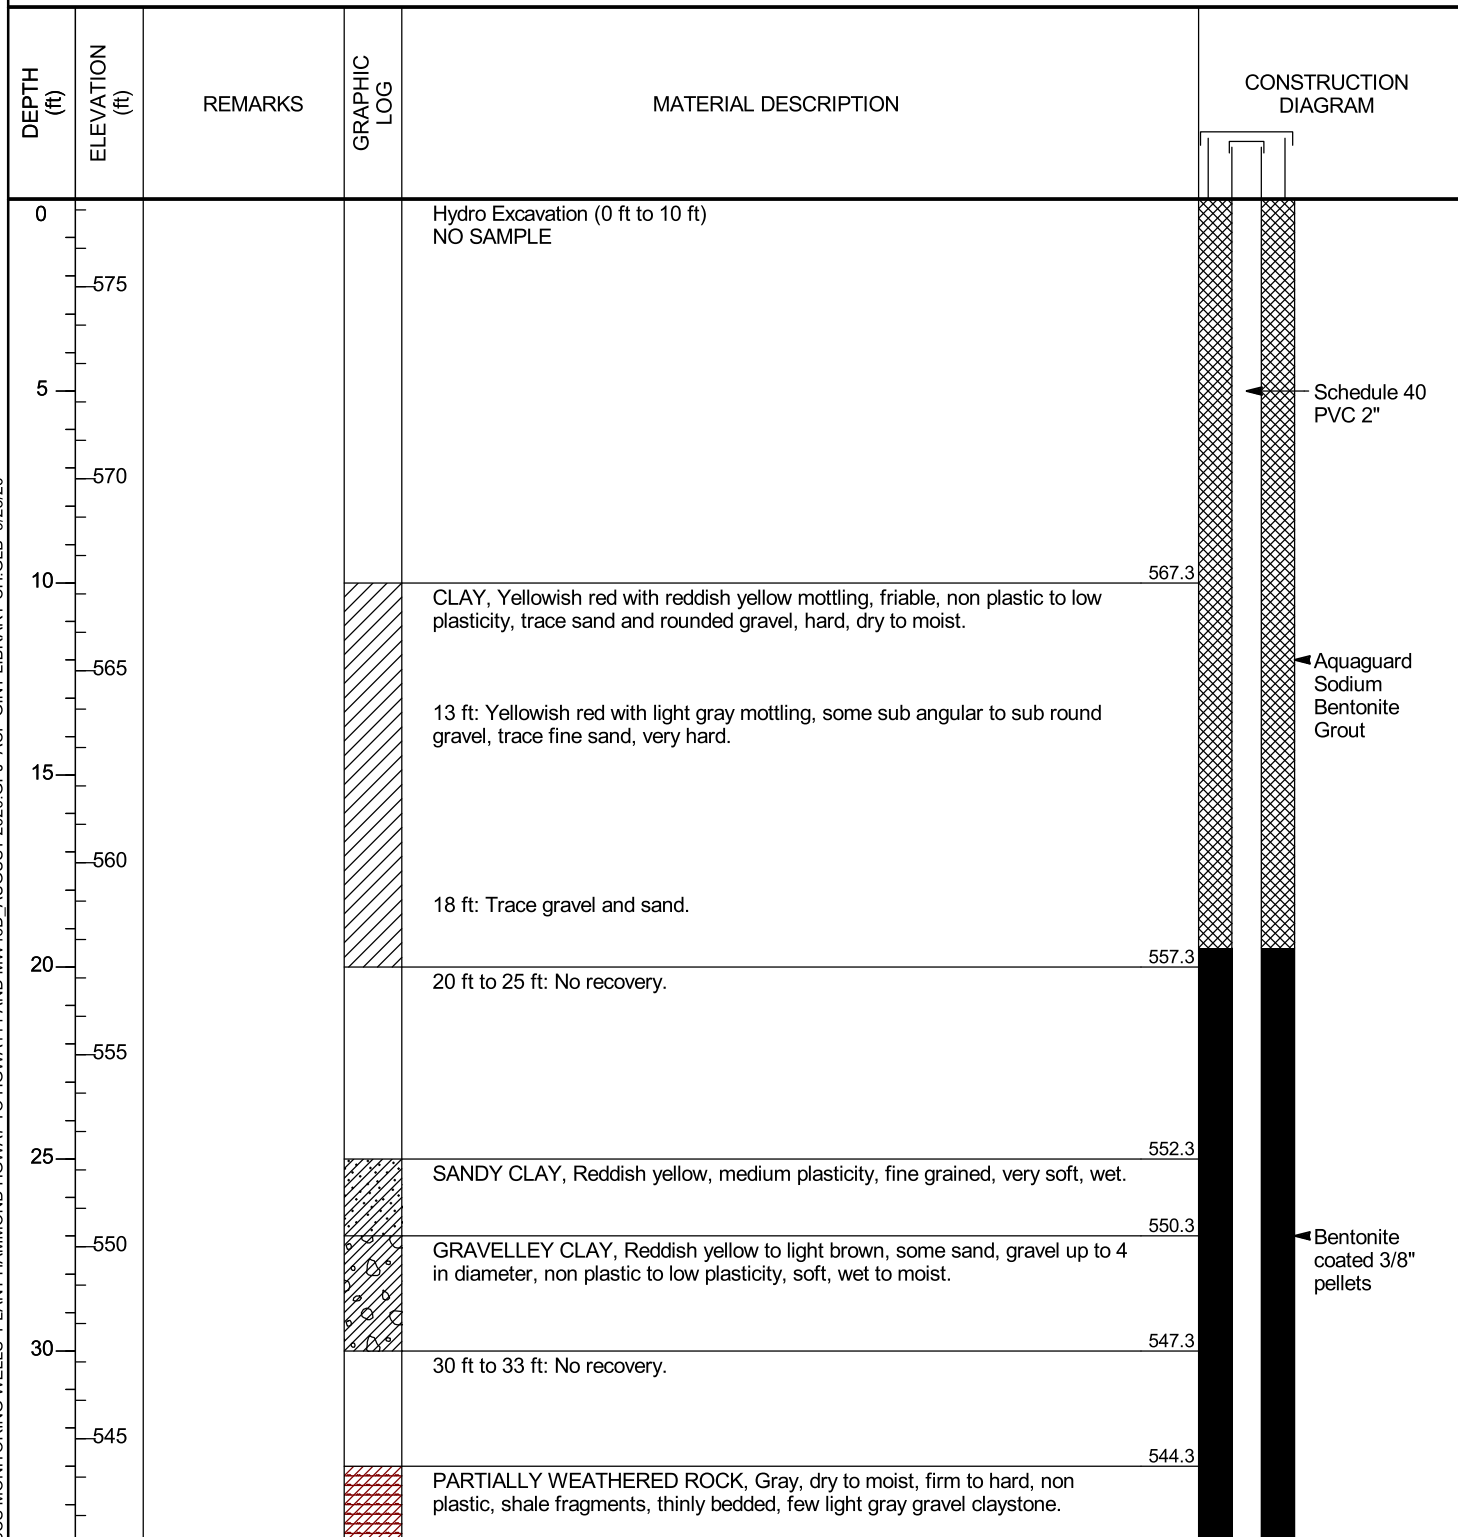 DEPTH
(ft)
ELEVATION
(ft)
REMARKS
GRAPHIC
LOG
MATERIAL DESCRIPTION
CONSTRUCTION
DIAGRAM
0
Hydro Excavation (0 ft to 10 ft)
NO SAMPLE
575
5
Schedule 40
PVC 2"
570
567.3
10
CLAY, Yellowish red with reddish yellow mottling, friable, non plastic to low
plasticity, trace sand and rounded gravel, hard, dry to moist.
565
Aquaguard
Sodium
Bentonite
Grout
13 ft: Yellowish red with light gray mottling, some sub angular to sub round
gravel, trace fine sand, very hard.
15
560
18 ft: Trace gravel and sand.
557.3
20
20 ft to 25 ft: No recovery.
555
552.3
25
SANDY CLAY, Reddish yellow, medium plasticity, fine grained, very soft, wet.
550.3
550
GRAVELLEY CLAY, Reddish yellow to light brown, some sand, gravel up to 4
in diameter, non plastic to low plasticity, soft, wet to moist.
Bentonite
coated 3/8"
pellets
547.3
30
30 ft to 33 ft: No recovery.
545
544.3
PARTIALLY WEATHERED ROCK, Gray, dry to moist, firm to hard, non
plastic, shale fragments, thinly bedded, few light gray gravel claystone.